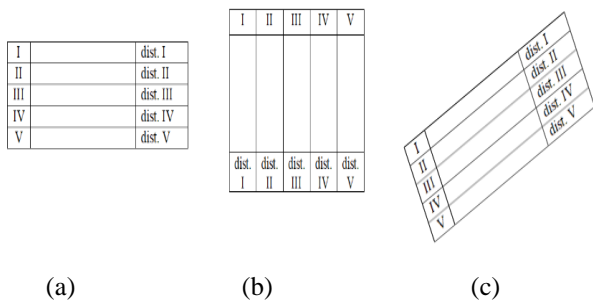 I dist. I
II dist. II
III dist. III
IV dist. IV
V dist. V
I II III IV V
dist. dist. dist. dist. dist.
I II III IV V
I dist. I
II dist. II
III dist. III
IV dist. IV
V dist. V
(a) (b) (c)